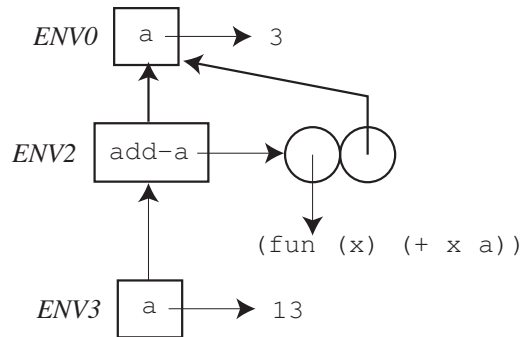 ENV0 a 3
ENV2 add-a
(fun (x) (+ x a))
ENV3 a 13